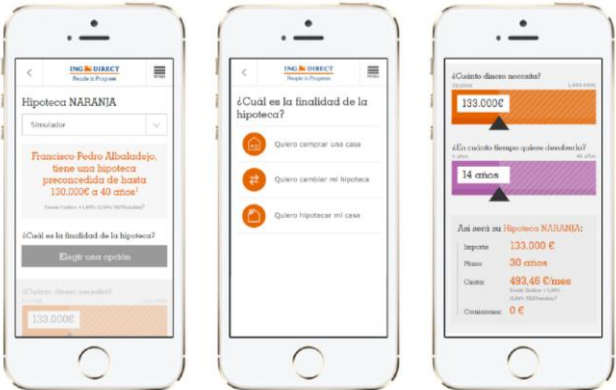 ING DIRECT
People in Progress
Hipoteca NARANJA
Simulador
Francisco Pedro Albaladejo,
tiene una hipoteca
preconcedida de hasta
130.000€ a 40 años¹
¿Cuál es la finalidad de la hipoteca?
Elegir una opción
¿Cuánto dinero necesita?
133.000€
ING DIRECT
People in Progress
¿Cuál es la finalidad de la
hipoteca?
Quiero comprar una casa
Quiero cambiar mi hipoteca
Quiero hipotecar mi casa
¿Cuánto dinero necesita?
133.000€
¿En cuánto tiempo quiere devolverlo?
40 años
14 años
Así será su Hipoteca NARANJA:
Importe 133.000 €
Plazo 30 años
Cuota: 493,46 €/mes
Comisiones: 0 €